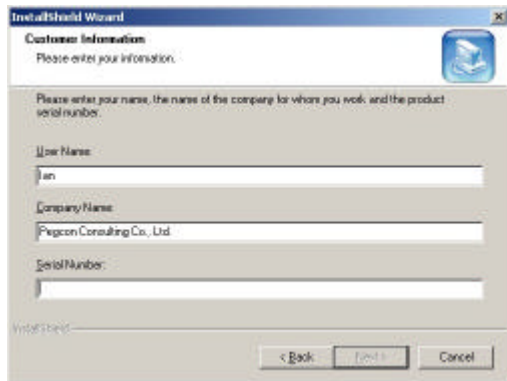 InstallShield Wizard
Customer Information
Please enter your information.
Please enter your name, the name of the company for whom you work and the product
serial number.
User Name:
Ian
Company Name:
Pegcon Consulting Co., Ltd.
Serial Number:
InstallShield
< Back
Next >
Cancel